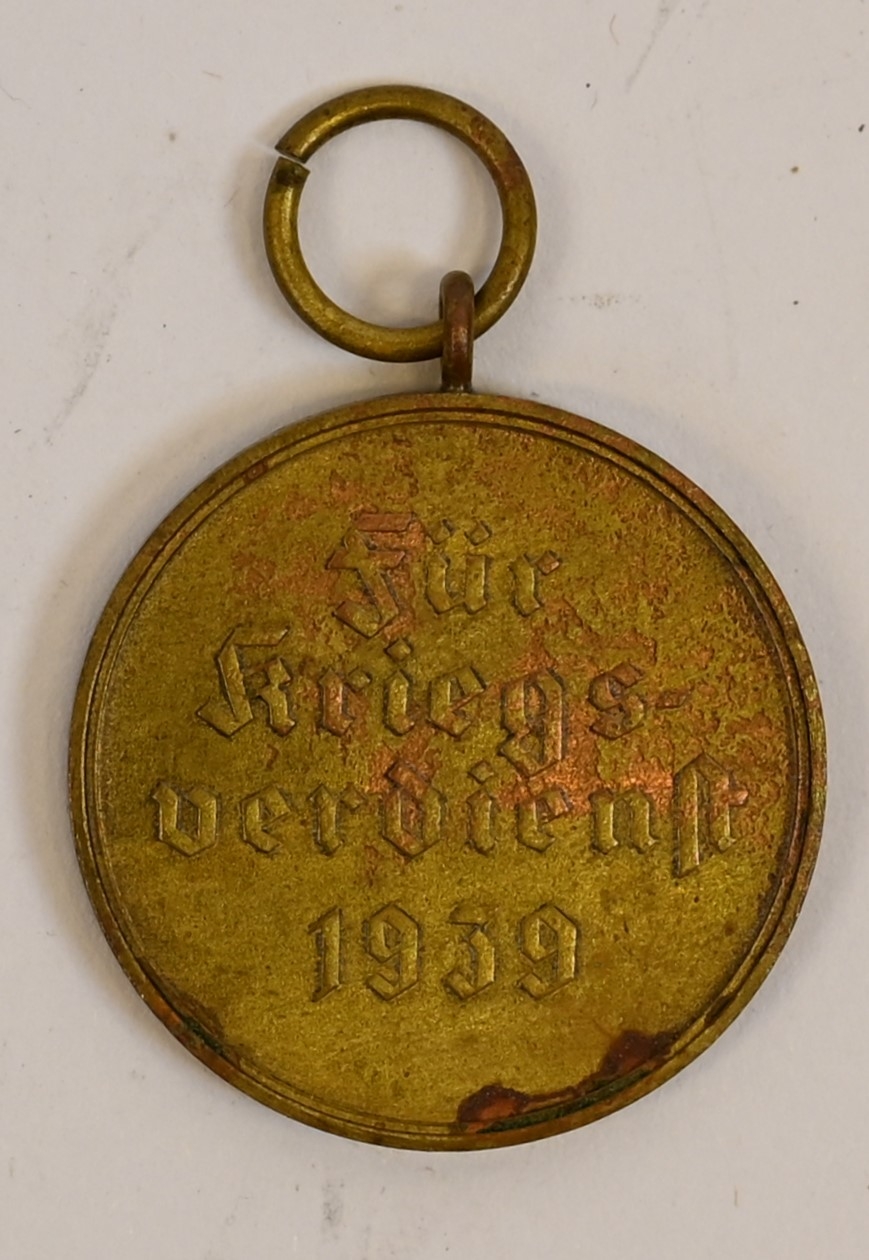 Für
Kriegs-
verdienſt
1939